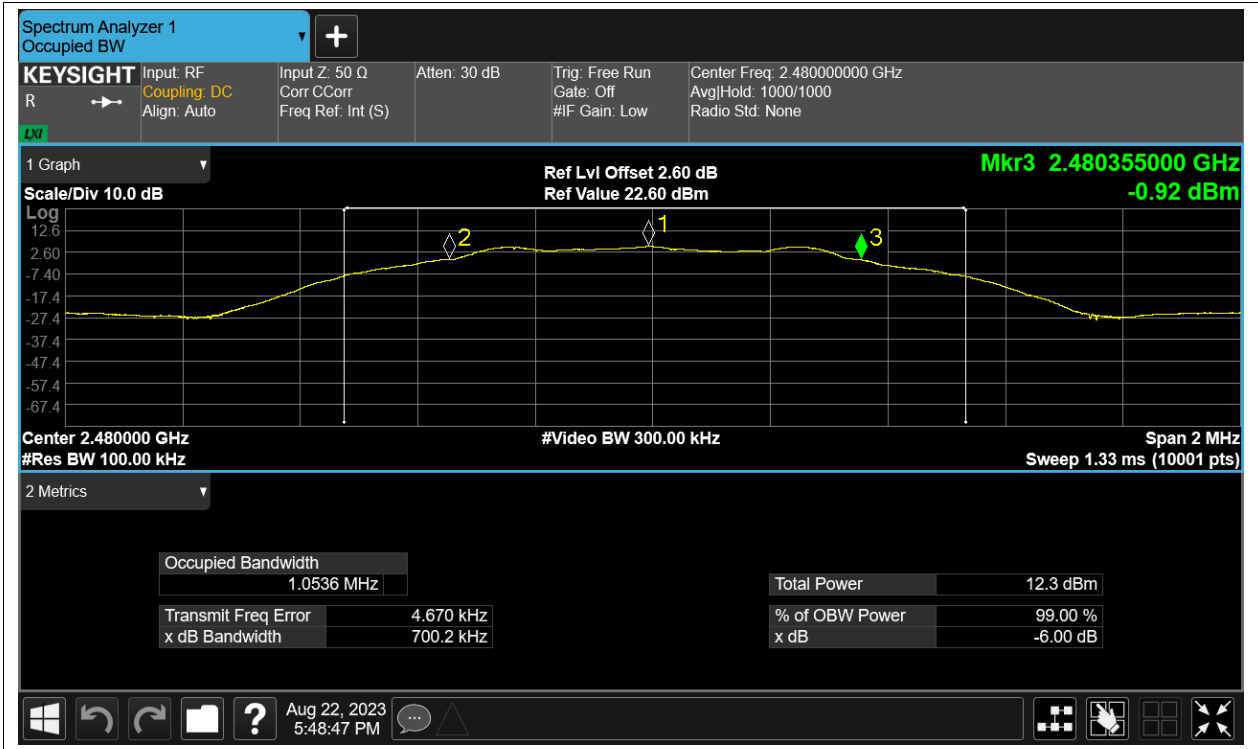 Spectrum Analyzer 1
Occupied BW
KEYSIGHT
R
LXI
Input: RF
Coupling: DC
Align: Auto
Input Z: 50 Ω
Corr CCorr
Freq Ref: Int (S)
Atten: 30 dB
Trig: Free Run
Gate: Off
#IF Gain: Low
Center Freq: 2.480000000 GHz
Avg|Hold: 1000/1000
Radio Std: None
1 Graph
Scale/Div 10.0 dB
Ref Lvl Offset 2.60 dB
Ref Value 22.60 dBm
Mkr3 2.480355000 GHz
-0.92 dBm
Log
12.6
2.60
-7.40
-17.4
-27.4
-37.4
-47.4
-57.4
-67.4
2
1
3
Center 2.480000 GHz
#Res BW 100.00 kHz
#Video BW 300.00 kHz
Span 2 MHz
Sweep 1.33 ms (10001 pts)
2 Metrics
Occupied Bandwidth
1.0536 MHz
Transmit Freq Error 4.670 kHz
x dB Bandwidth 700.2 kHz
Total Power 12.3 dBm
% of OBW Power 99.00 %
x dB -6.00 dB
Aug 22, 2023
5:48:47 PM